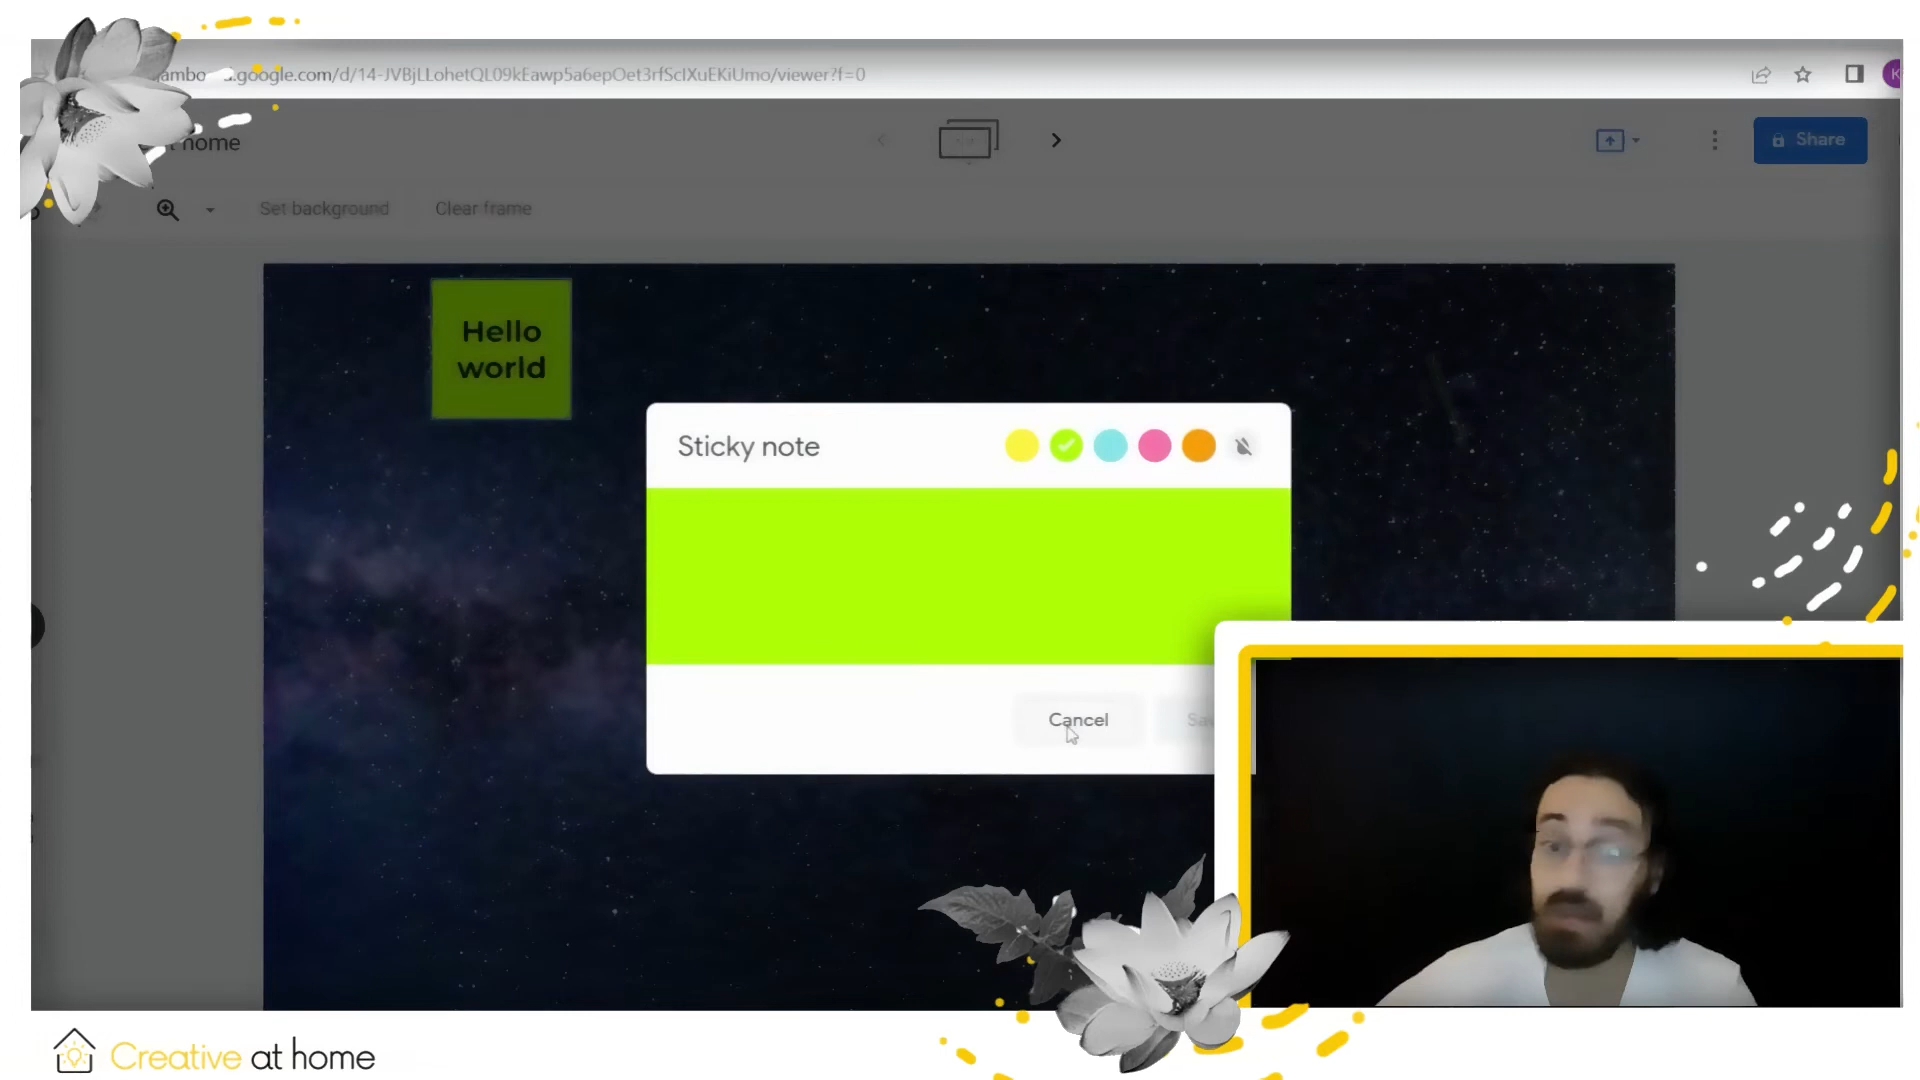 .google.com/d/14-JVBjLLohetQL09kEawp5a6epOet3rfScIXuEKiUmo/viewer?f=0
home
Share
Set background
Clear frame
Hello
world
Sticky note
Cancel
Creative at home